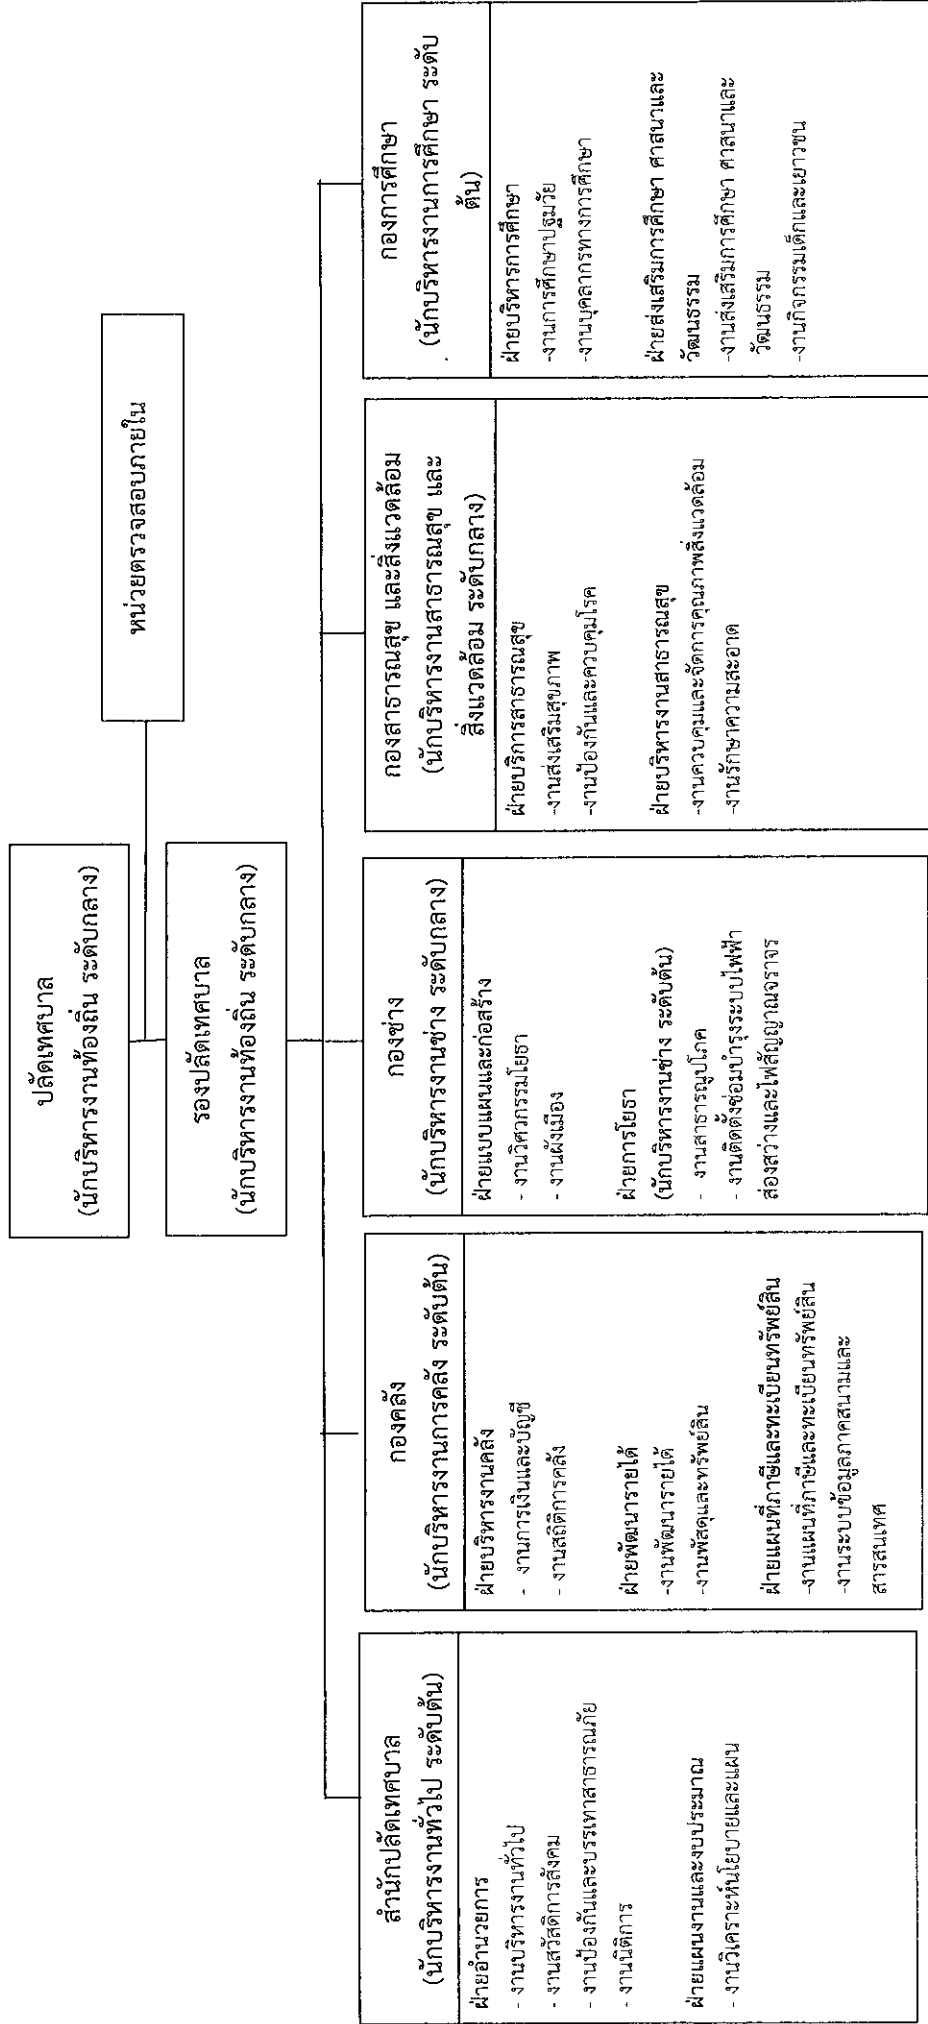 ปลัดเทศบาล
(นักบริหารงานท้องถิ่น ระดับกลาง)
หน่วยตรวจสอบภายใน
รองปลัดเทศบาล
(นักบริหารงานท้องถิ่น ระดับกลาง)
สำนักปลัดเทศบาล
(นักบริหารงานทั่วไป ระดับต้น)
ฝ่ายอำนวยการ
- งานบริหารงานทั่วไป
- งานสวัสดิการสังคม
- งานป้องกันและบรรเทาสาธารณภัย
- งานนิติการ
ฝ่ายแผนงานและงบประมาณ
- งานวิเคราะห์นโยบายและแผน
กองคลัง
(นักบริหารงานการคลัง ระดับต้น)
ฝ่ายบริหารงานคลัง
- งานการเงินและบัญชี
- งานสถิติการคลัง
ฝ่ายพัฒนารายได้
-งานพัฒนารายได้
-งานพัสดุและทรัพย์สิน
ฝ่ายแผนที่ภาษีและทะเบียนทรัพย์สิน
-งานแผนที่ภาษีและทะเบียนทรัพย์สิน
-งานระบบข้อมูลภาคสนามและ
สารสนเทศ
กองช่าง
(นักบริหารงานช่าง ระดับกลาง)
ฝ่ายแบบแผนและก่อสร้าง
- งานวิศวกรรมโยธา
- งานผังเมือง
ฝ่ายการโยธา
(นักบริหารงานช่าง ระดับต้น)
- งานสาธารณูปโภค
- งานติดตั้งซ่อมบำรุงระบบไฟฟ้า
ส่องสว่างและไฟสัญญาณจราจร
กองสาธารณสุข และสิ่งแวดล้อม
(นักบริหารงานสาธารณสุข และ
สิ่งแวดล้อม ระดับกลาง)
ฝ่ายบริการสาธารณสุข
-งานส่งเสริมสุขภาพ
-งานป้องกันและควบคุมโรค
ฝ่ายบริหารงานสาธารณสุข
-งานควบคุมและจัดการคุณภาพสิ่งแวดล้อม
-งานรักษาความสะอาด
กองการศึกษา
(นักบริหารงานการศึกษา ระดับ
ต้น)
ฝ่ายบริหารการศึกษา
-งานการศึกษาปฐมวัย
-งานบุคลากรทางการศึกษา
ฝ่ายส่งเสริมการศึกษา ศาสนาและ
วัฒนธรรม
-งานส่งเสริมการศึกษา ศาสนาและ
วัฒนธรรม
-งานกิจกรรมเด็กและเยาวชน